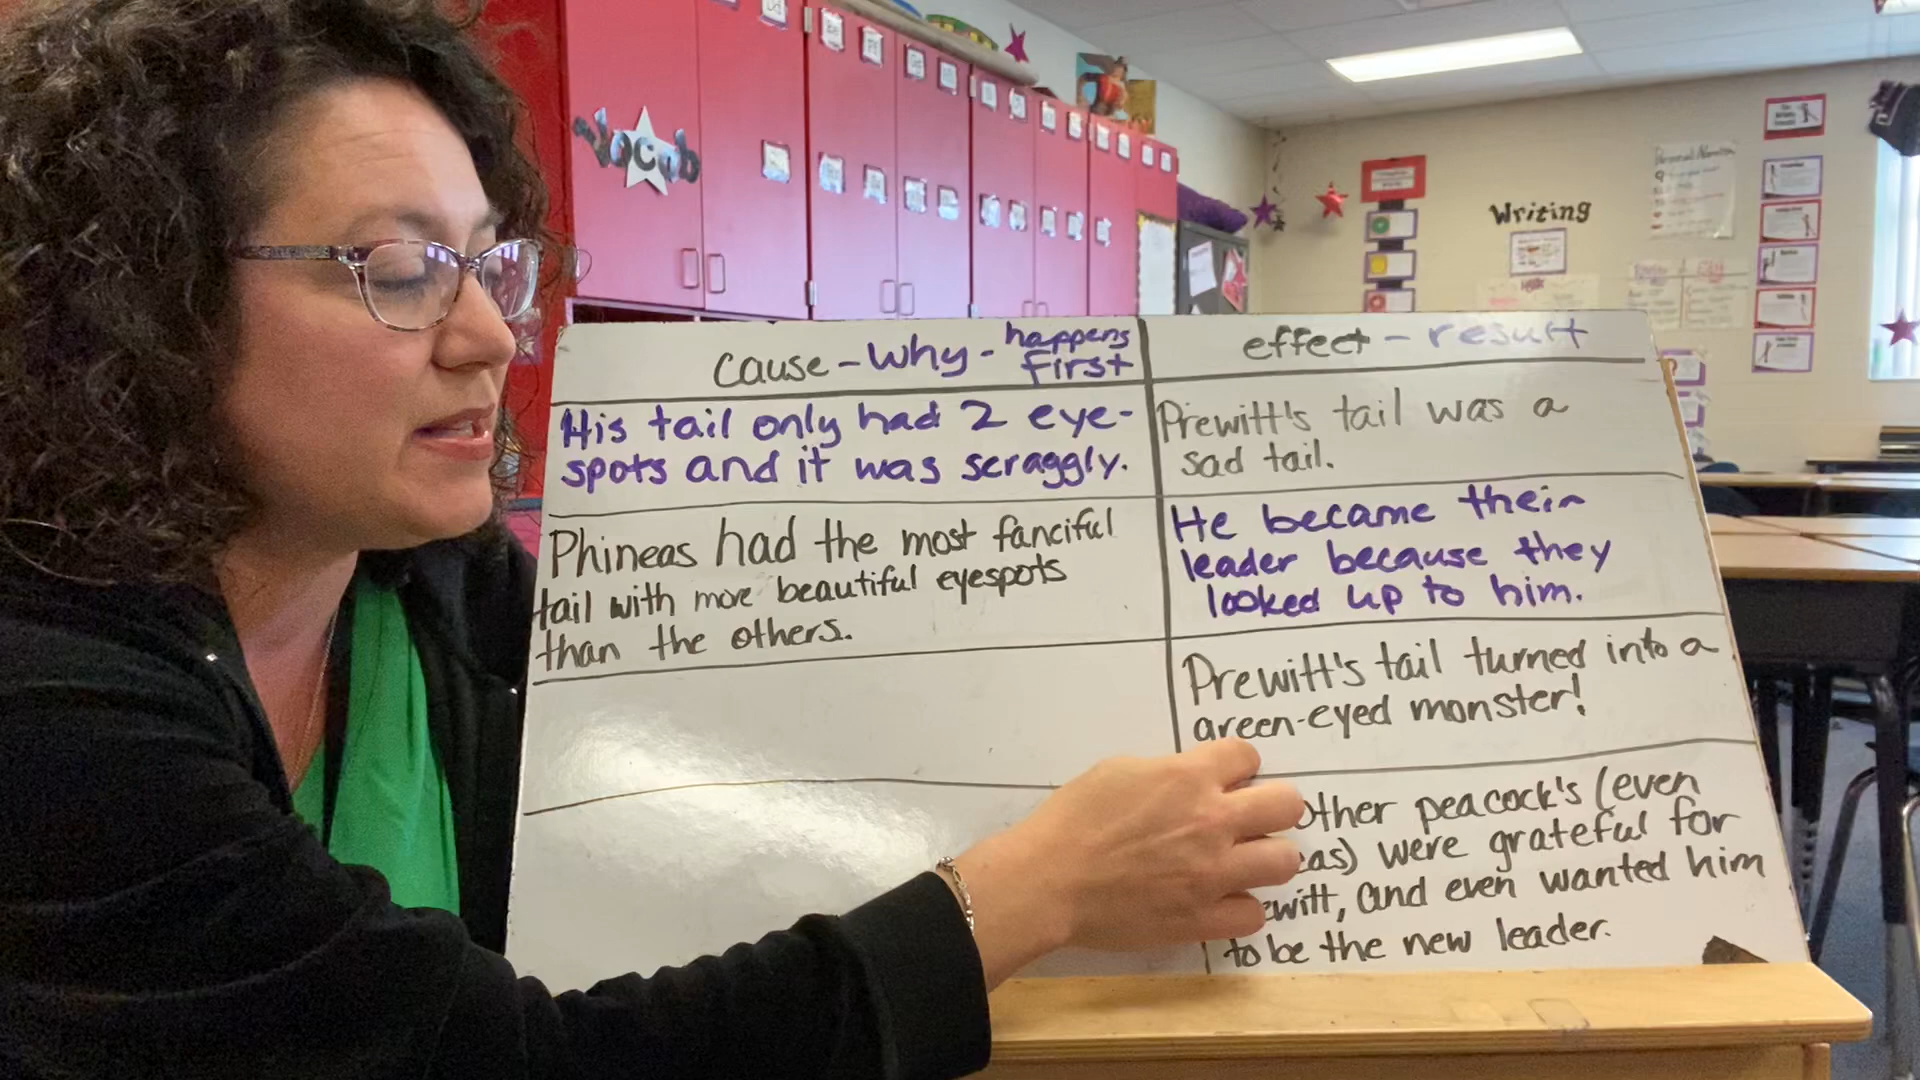 Vocab
Writing
cause - why - happens
first
effect - result
His tail only had 2 eye-
spots and it was scraggly.
Prewitt's tail was a
sad tail.
Phineas had the most fanciful
tail with more beautiful eyespots
than the others.
He became their
leader because they
looked up to him.
Prewitt's tail turned into a
green-eyed monster!
other peacock's (even
were grateful for
and even wanted him
to be the new leader.